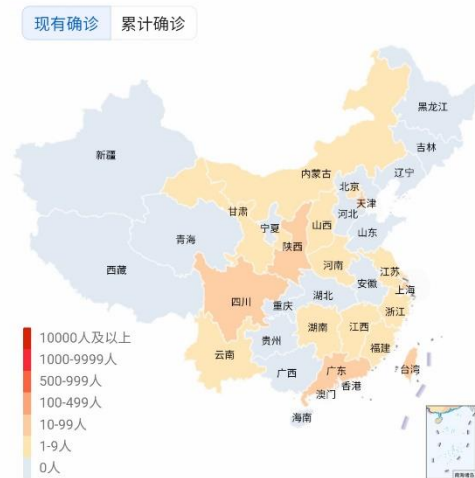 现有确诊 累计确诊
黑龙江
吉林
新疆
辽宁
内蒙古
北京
天津
甘肃
河北
山西
宁夏
山东
青海
陕西
河南
江苏
西藏
安徽
上海
四川
湖北
重庆
浙江
湖南
江西
贵州
福建
云南
广西
广东
台湾
香港
澳门
海南
10000人及以上
1000-9999人
500-999人
100-499人
10-99人
1-9人
0人
南海诸岛